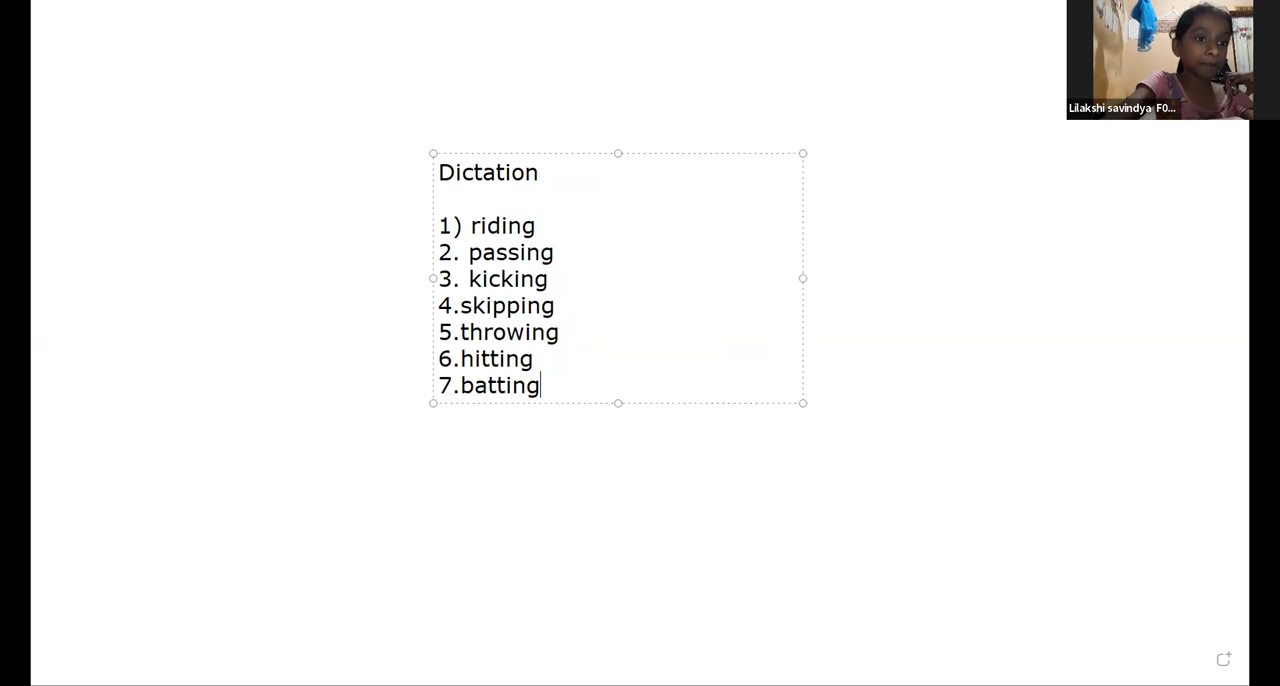 Lilakshi savindya F0...
Dictation
1) riding
2. passing
3. kicking
4.skipping
5.throwing
6.hitting
7.batting